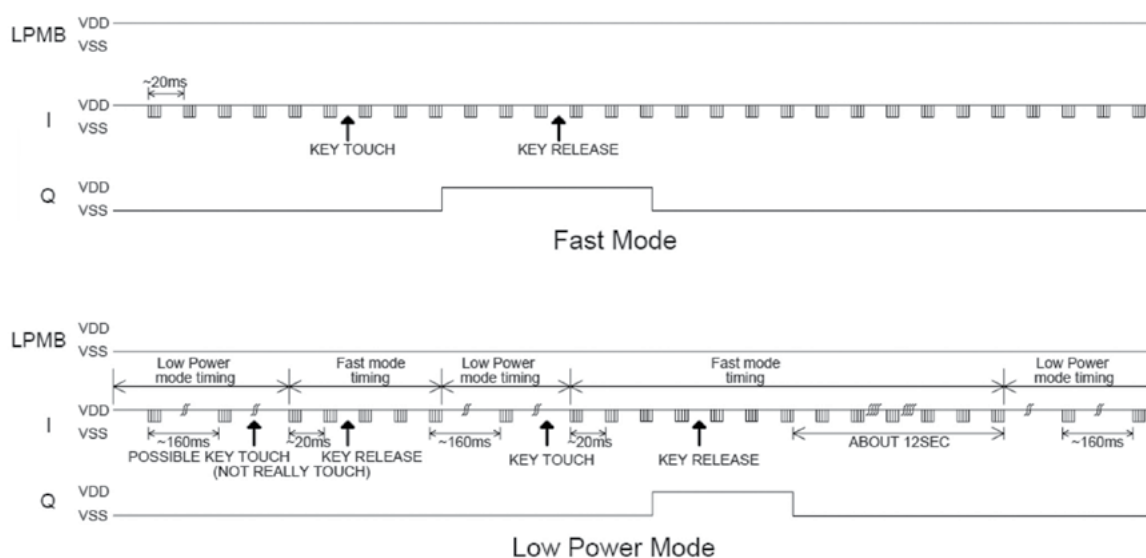 LPMB
VDD
VSS
~20ms
I
VDD
VSS
KEY TOUCH
KEY RELEASE
Q
VDD
VSS
Fast Mode
LPMB
VDD
VSS
Low Power
mode timing
Fast mode
timing
Low Power
mode timing
Fast mode
timing
Low Power
mode timing
I
VDD
VSS
~160ms
~20ms
~160ms
~20ms
ABOUT 12SEC
~160ms
POSSIBLE KEY TOUCH
(NOT REALLY TOUCH)
KEY RELEASE
KEY TOUCH
KEY RELEASE
Q
VDD
VSS
Low Power Mode